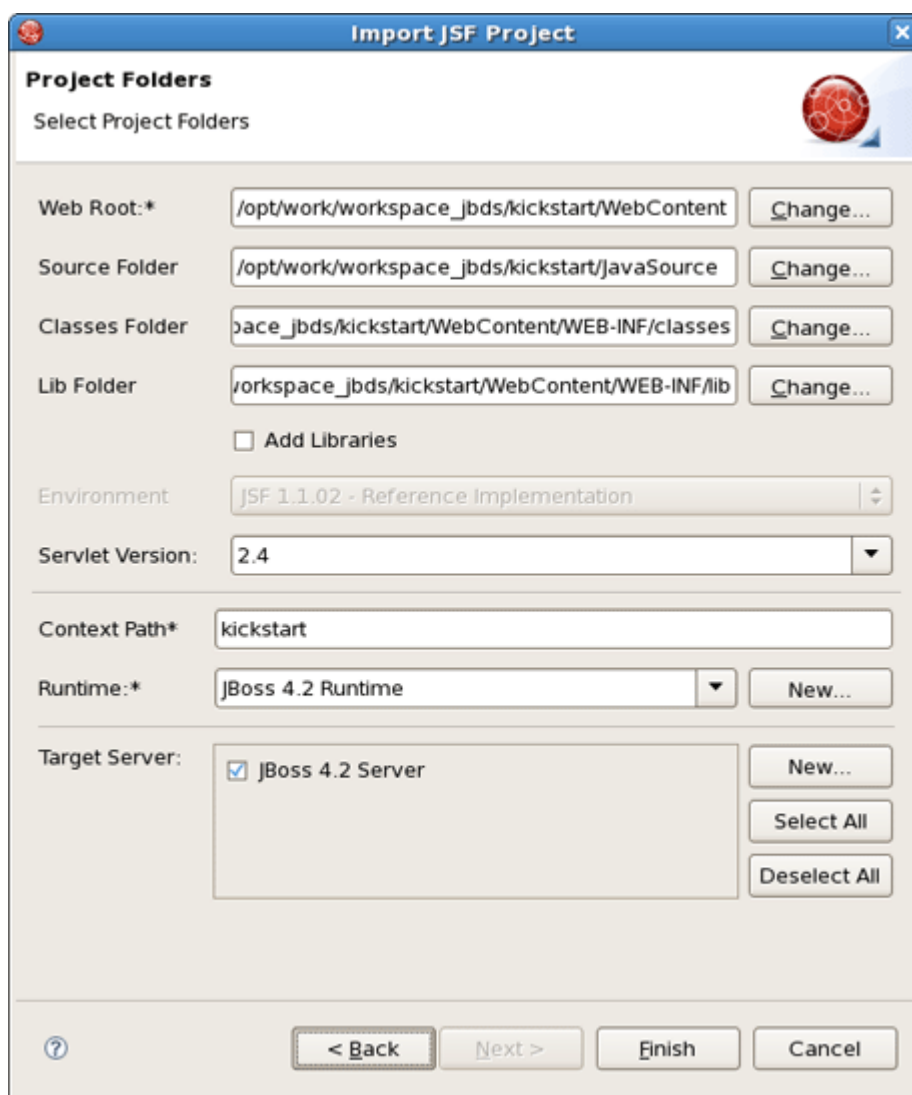 Import JSF Project
Project Folders
Select Project Folders
Web Root:* /opt/work/workspace_jbds/kickstart/WebContent Change...
Source Folder /opt/work/workspace_jbds/kickstart/JavaSource Change...
Classes Folder pace_jbds/kickstart/WebContent/WEB-INF/classes Change...
Lib Folder workspace_jbds/kickstart/WebContent/WEB-INF/lib Change...
Add Libraries
Environment JSF 1.1.02 - Reference Implementation
Servlet Version: 2.4
Context Path* kickstart
Runtime:* JBoss 4.2 Runtime New...
Target Server: JBoss 4.2 Server New...
Select All
Deselect All
? < Back Next > Finish Cancel